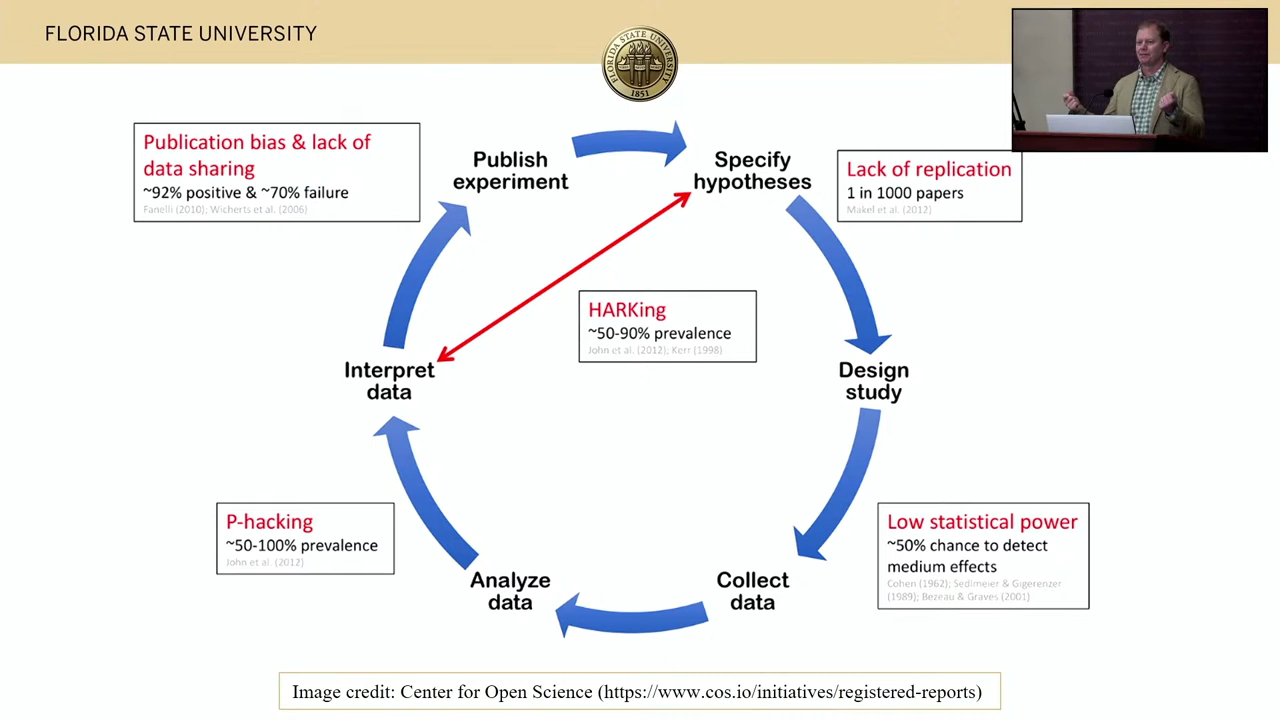 FLORIDA STATE UNIVERSITY
FLORIDA STATE UNIVERSITY
1851
Publication bias & lack of
data sharing
~92% positive & ~70% failure
Fanelli (2010); Wicherts et al. (2006)
Publish
experiment
Specify
hypotheses
Lack of replication
1 in 1000 papers
Makel et al. (2012)
HARKing
~50-90% prevalence
John et al. (2012); Kerr (1998)
Interpret
data
Design
study
P-hacking
~50-100% prevalence
John et al. (2012)
Low statistical power
~50% chance to detect
medium effects
Cohen (1962); Sedlmeier & Gigerenzer
(1989); Bezeau & Graves (2001)
Analyze
data
Collect
data
Image credit: Center for Open Science (https://www.cos.io/initiatives/registered-reports)